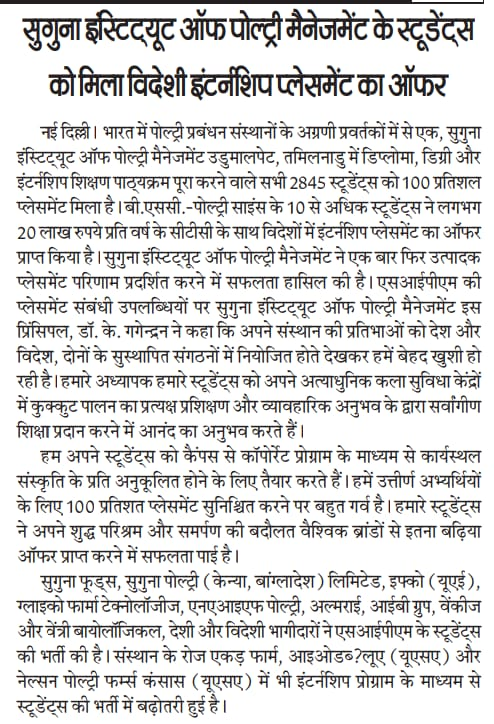 सुगुना इंस्टिट्यूट ऑफ पोल्ट्री मैनेजमेंट के स्टूडेंट्स
को मिला विदेशी इंटर्नशिप प्लेसमेंट का ऑफर
नई दिल्ली। भारत में पोल्ट्री प्रबंधन संस्थानों के अग्रणी प्रवर्तकों में से एक, सुगुना
इंस्टिट्यूट ऑफ पोल्ट्री मैनेजमेंट उडुमालपेट, तमिलनाडु में डिप्लोमा, डिग्री और
इंटर्नशिप शिक्षण पाठ्यक्रम पूरा करने वाले सभी 2845 स्टूडेंट्स को 100 प्रतिशल
प्लेसमेंट मिला है। बी.एससी.-पोल्ट्री साइंस के 10 से अधिक स्टूडेंट्स ने लगभग
20 लाख रुपये प्रति वर्ष के सीटीसी के साथ विदेशों में इंटर्नशिप प्लेसमेंट का ऑफर
प्राप्त किया है। सुगुना इंस्टिट्यूट ऑफ पोल्ट्री मैनेजमेंट ने एक बार फिर उत्पादक
प्लेसमेंट परिणाम प्रदर्शित करने में सफलता हासिल की है। एसआईपीएम की
प्लेसमेंट संबंधी उपलब्धियों पर सुगुना इंस्टिट्यूट ऑफ पोल्ट्री मैनेजमेंट इस
प्रिंसिपल, डॉ. के. गगेन्द्रन ने कहा कि अपने संस्थान की प्रतिभाओं को देश और
विदेश, दोनों के सुस्थापित संगठनों में नियोजित होते देखकर हमें बेहद खुशी हो
रही है। हमारे अध्यापक हमारे स्टूडेंट्स को अपने अत्याधुनिक कला सुविधा केंद्रों
में कुक्कुट पालन का प्रत्यक्ष प्रशिक्षण और व्यावहारिक अनुभव के द्वारा सर्वांगीण
शिक्षा प्रदान करने में आनंद का अनुभव करते हैं।
हम अपने स्टूडेंट्स को कैंपस से कॉपोरेंट प्रोग्राम के माध्यम से कार्यस्थल
संस्कृति के प्रति अनुकूलित होने के लिए तैयार करते हैं। हमें उत्तीर्ण अभ्यर्थियों
के लिए 100 प्रतिशत प्लेसमेंट सुनिश्चित करने पर बहुत गर्व है। हमारे स्टूडेंट्स
ने अपने शुद्ध परिश्रम और समर्पण की बदौलत वैश्विक ब्रांडों से इतना बढ़िया
ऑफर प्राप्त करने में सफलता पाई है।
सुगुना फूड्स, सुगुना पोल्ट्री (केन्या, बांग्लादेश) लिमिटेड, इफ्को (यूएई),
ग्लाइको फार्मा टेक्नोलॉजीज, एनएआइएफ पोल्ट्री, अल्मराई, आईबी ग्रुप, वेंकीज
और वेंत्री बायोलॉजिकल, देशी और विदेशी भागीदारों ने एसआईपीएम के स्टूडेंट्स
की भर्ती की है। संस्थान के रोज एकड़ फार्म, आइओडब?लूए (यूएसए) और
नेल्सन पोल्ट्री फर्म्स कंसास (यूएसए) में भी इंटर्नशिप प्रोग्राम के माध्यम से
स्टूडेंट्स की भर्ती में बढ़ोतरी हुई है।